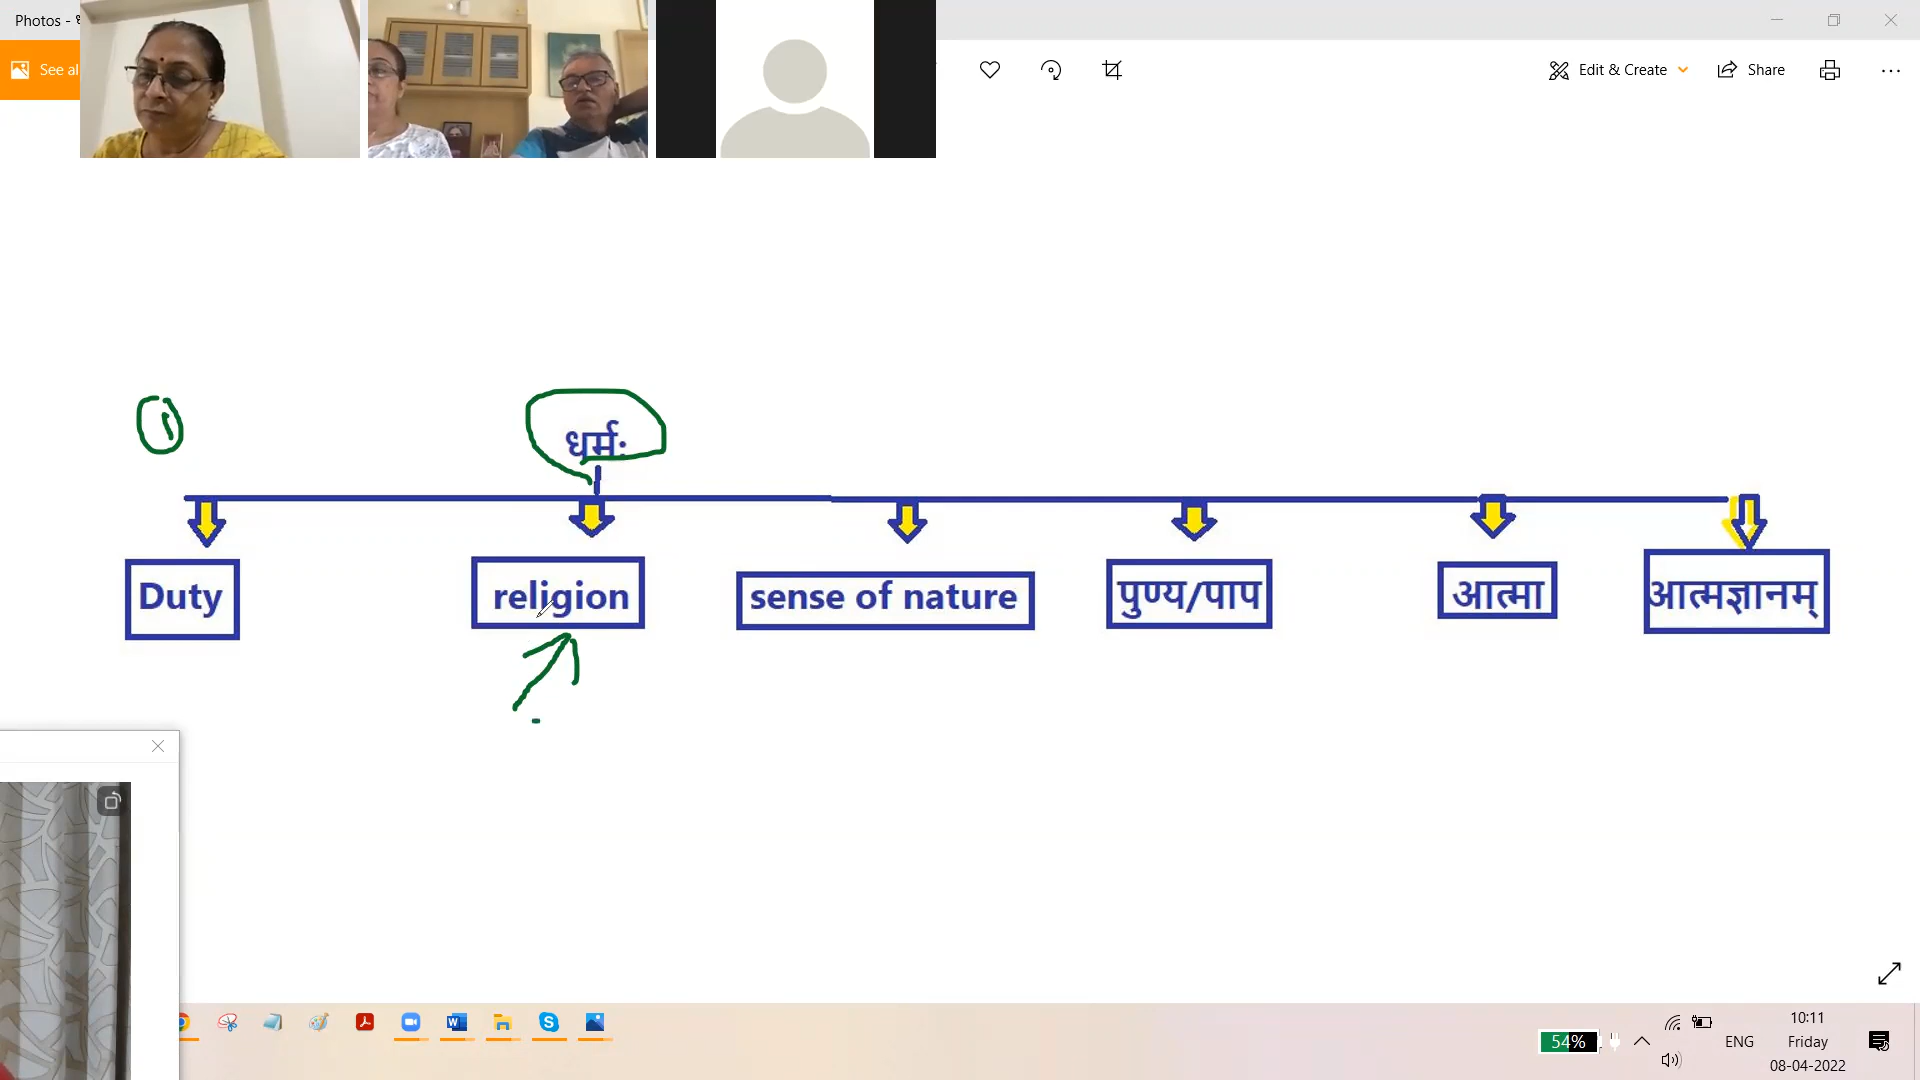 Photos - ध
See al
Edit & Create
Share
1
धर्मः
Duty
religion
sense of nature
पुण्य/पाप
आत्मा
आत्मज्ञानम्
54%
ENG
10:11
Friday
08-04-2022